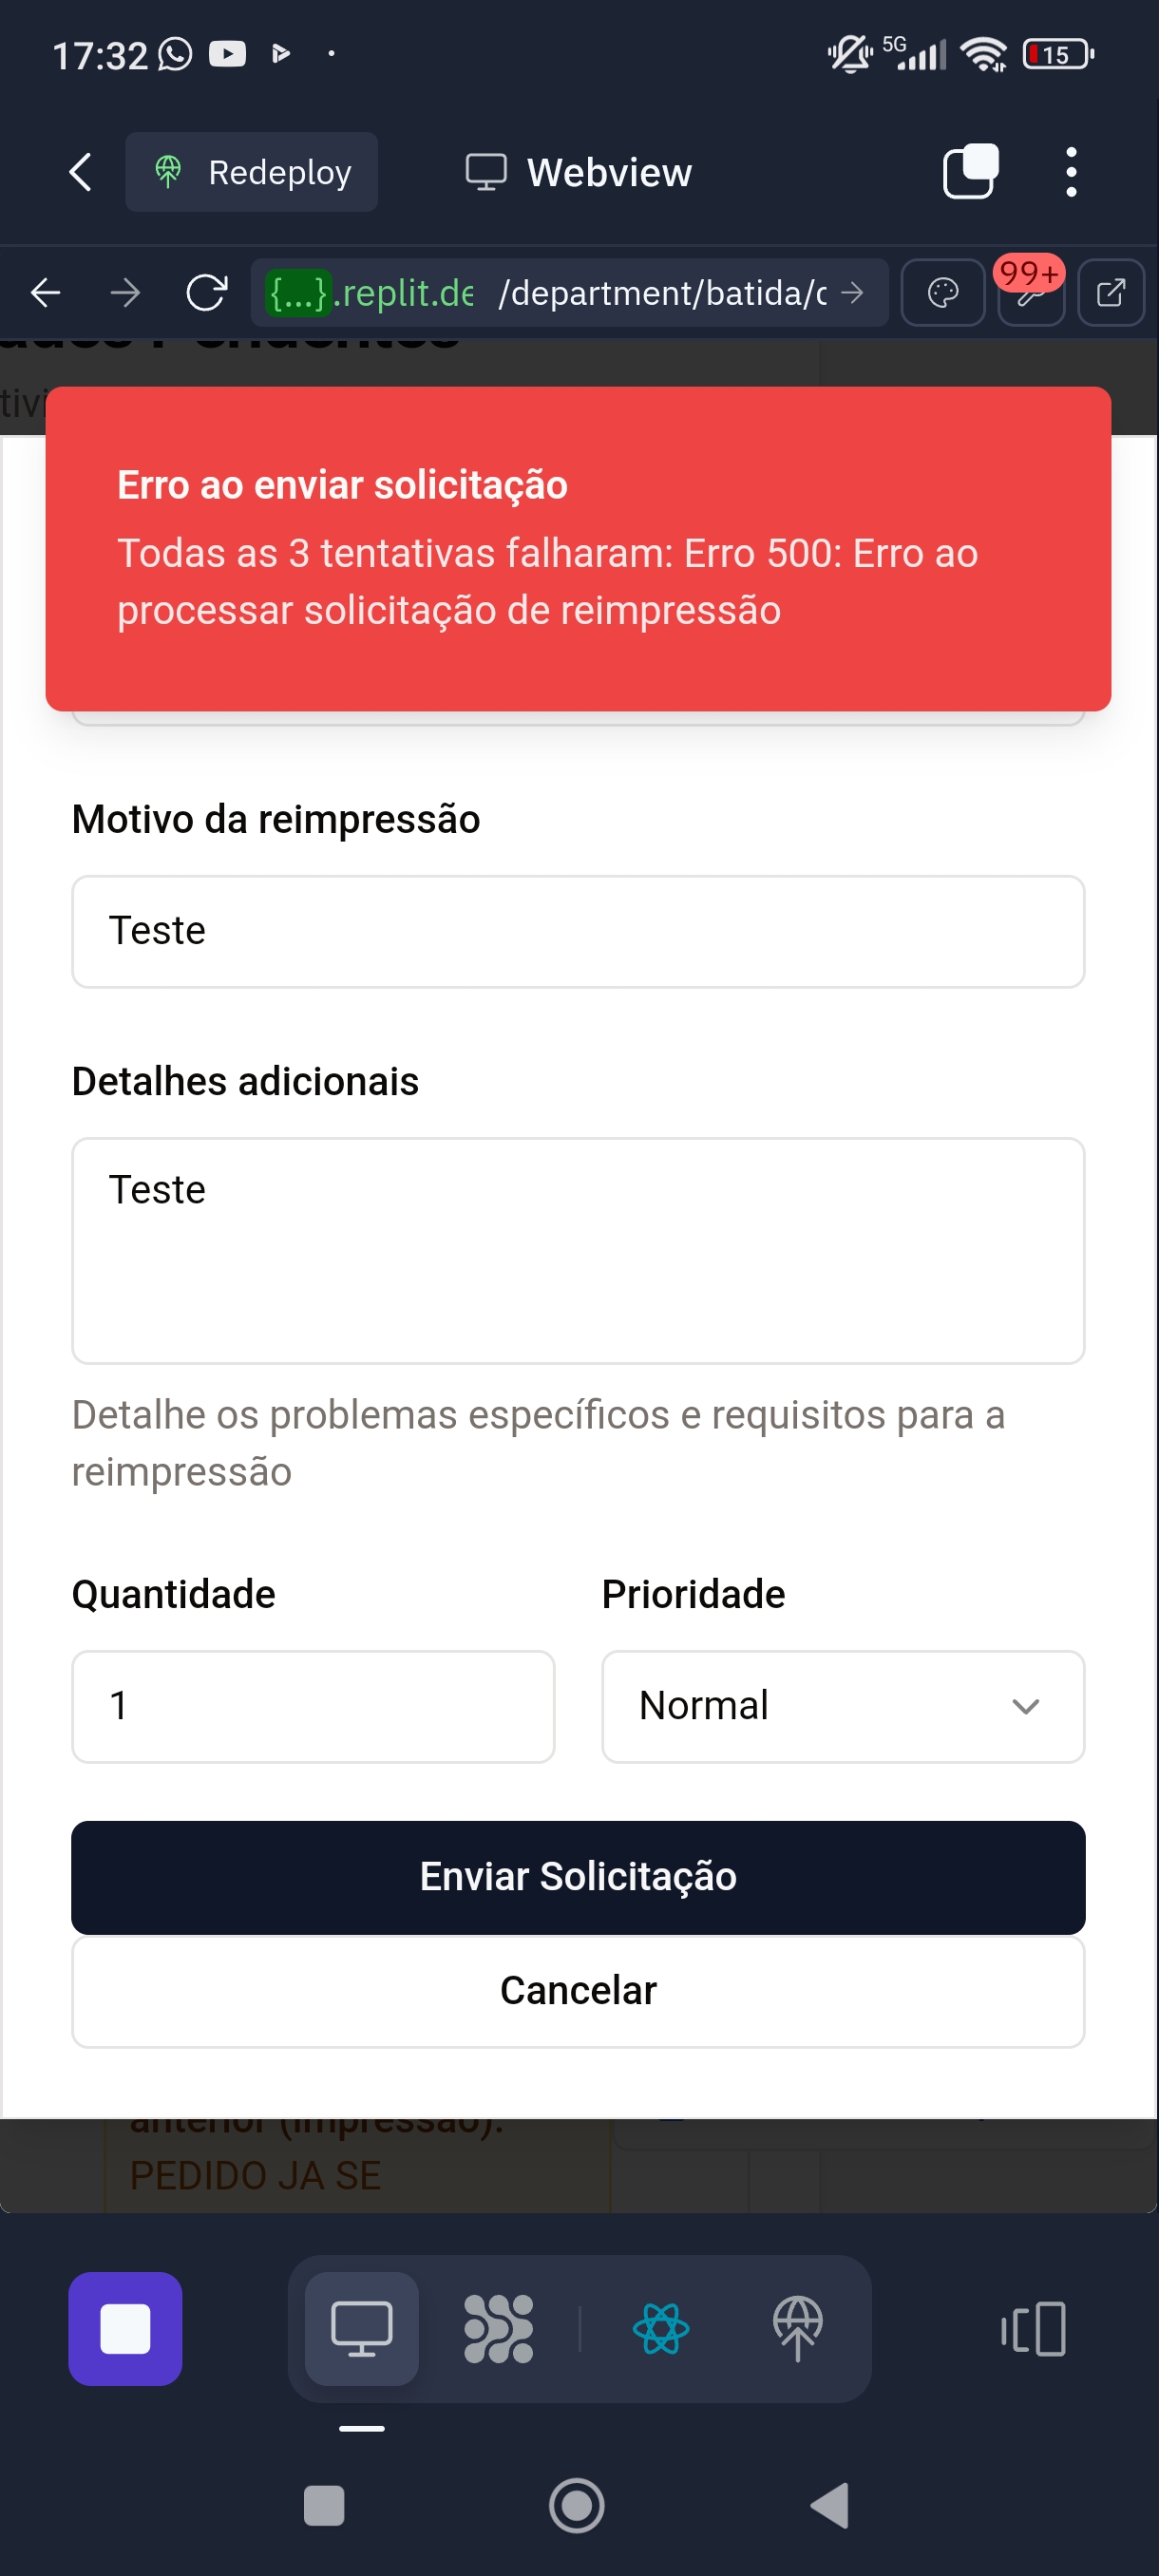 17:32
5G
15
Redeploy
Webview
{...}.replit.de
/department/batida/c
99+
Erro ao enviar solicitação
Todas as 3 tentativas falharam: Erro 500: Erro ao
processar solicitação de reimpressão
Motivo da reimpressão
Teste
Detalhes adicionais
Teste
Detalhe os problemas específicos e requisitos para a
reimpressão
Quantidade
Prioridade
1
Normal
Enviar Solicitação
Cancelar
anterior (impressão):
PEDIDO JA SE